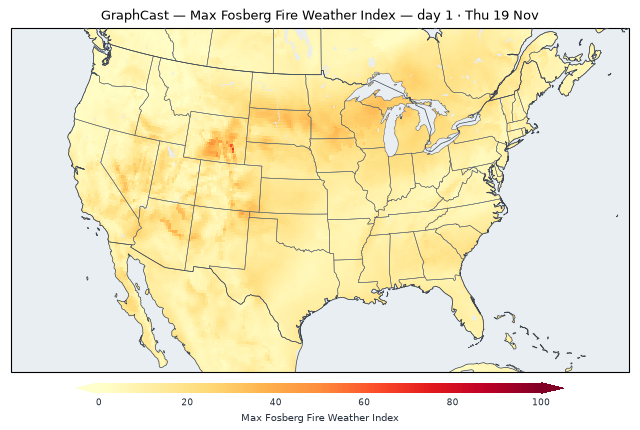 GraphCast — Max Fosberg Fire Weather Index — day 1 · Thu 19 Nov
0 20 40 60 80 100
Max Fosberg Fire Weather Index